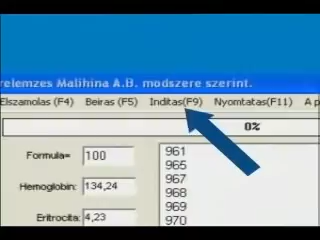 relemzes Malihina A.B. modszere szerint.
Elszamolas (F4) Beiras (F5) Inditas(F9) Nyomtatas(F11) A p
0%
Formula= 100
Hemoglobin: 134,24
Eritrocita: 4,23
961
965
967
968
969
970